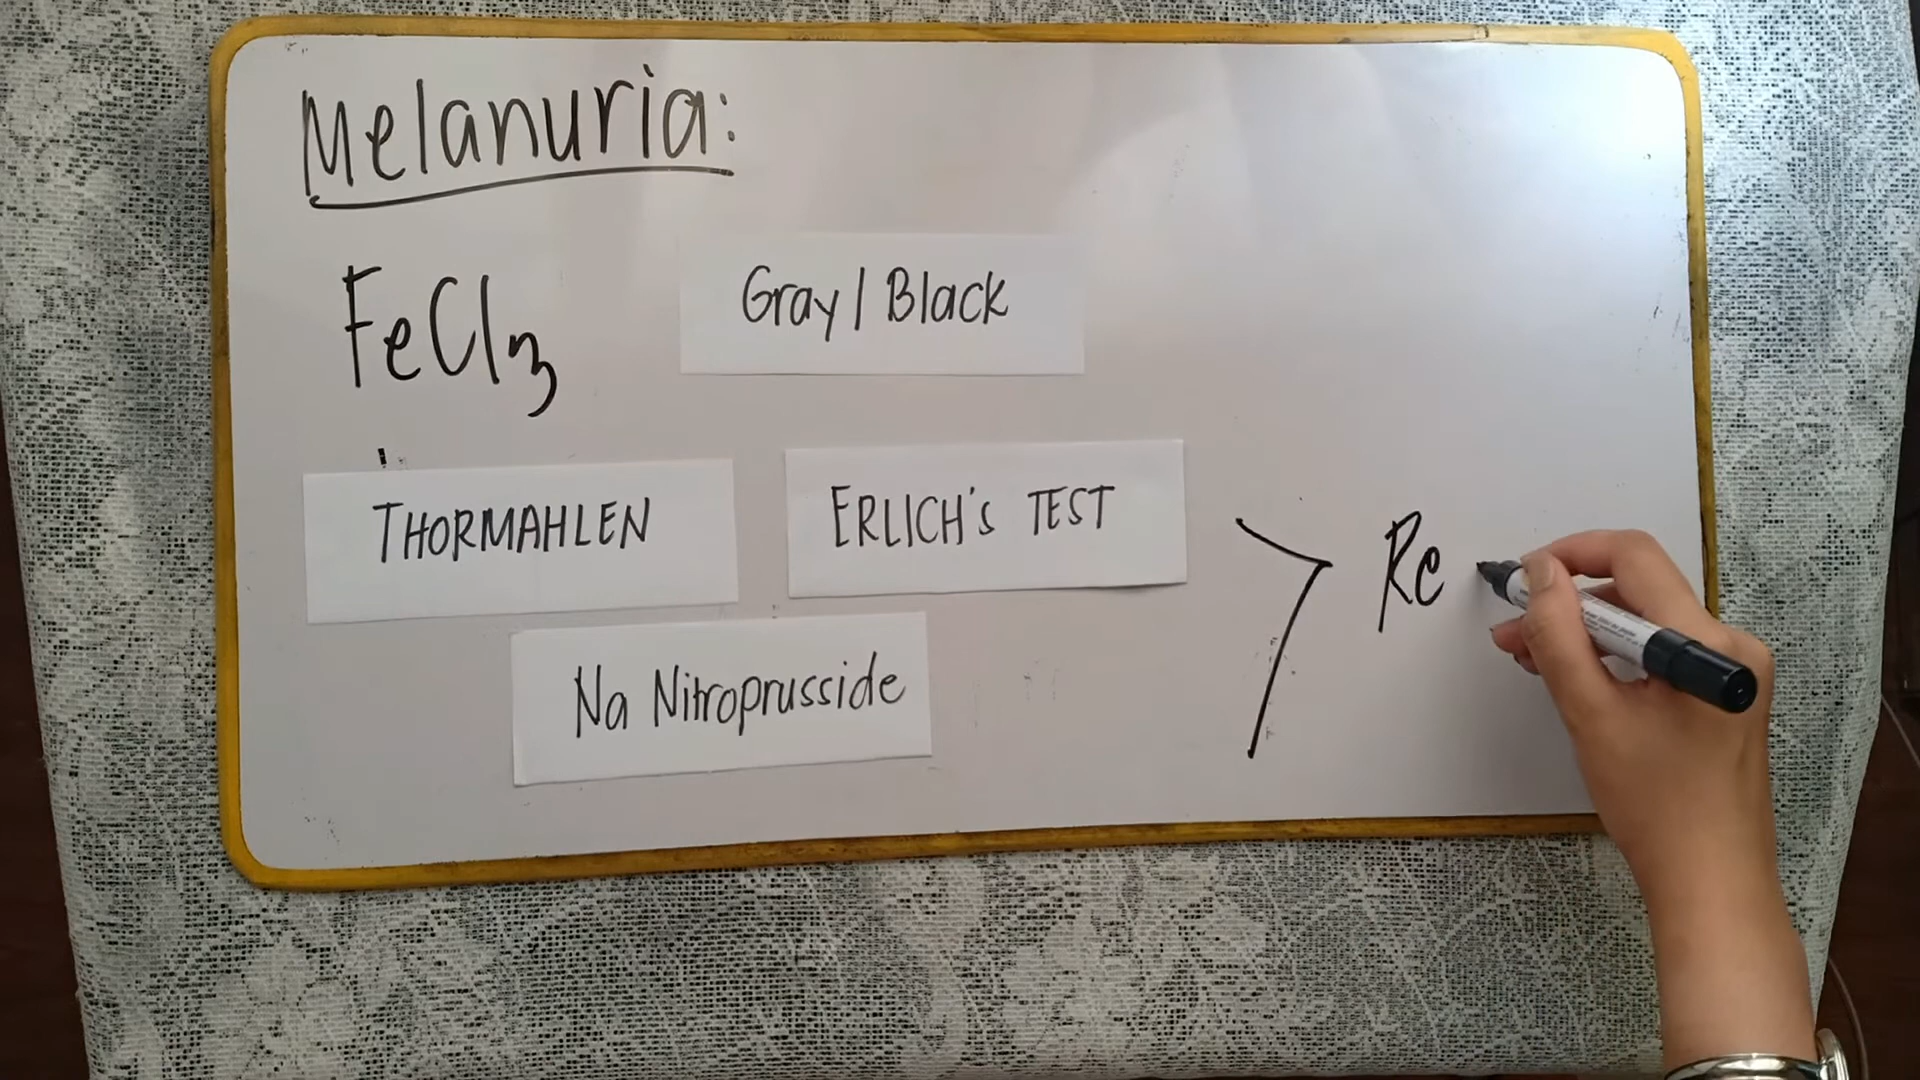 Melanuria:
FeCl3
Gray / Black
THORMAHLEN
ERLICH'S TEST
Na Nitroprusside
Re